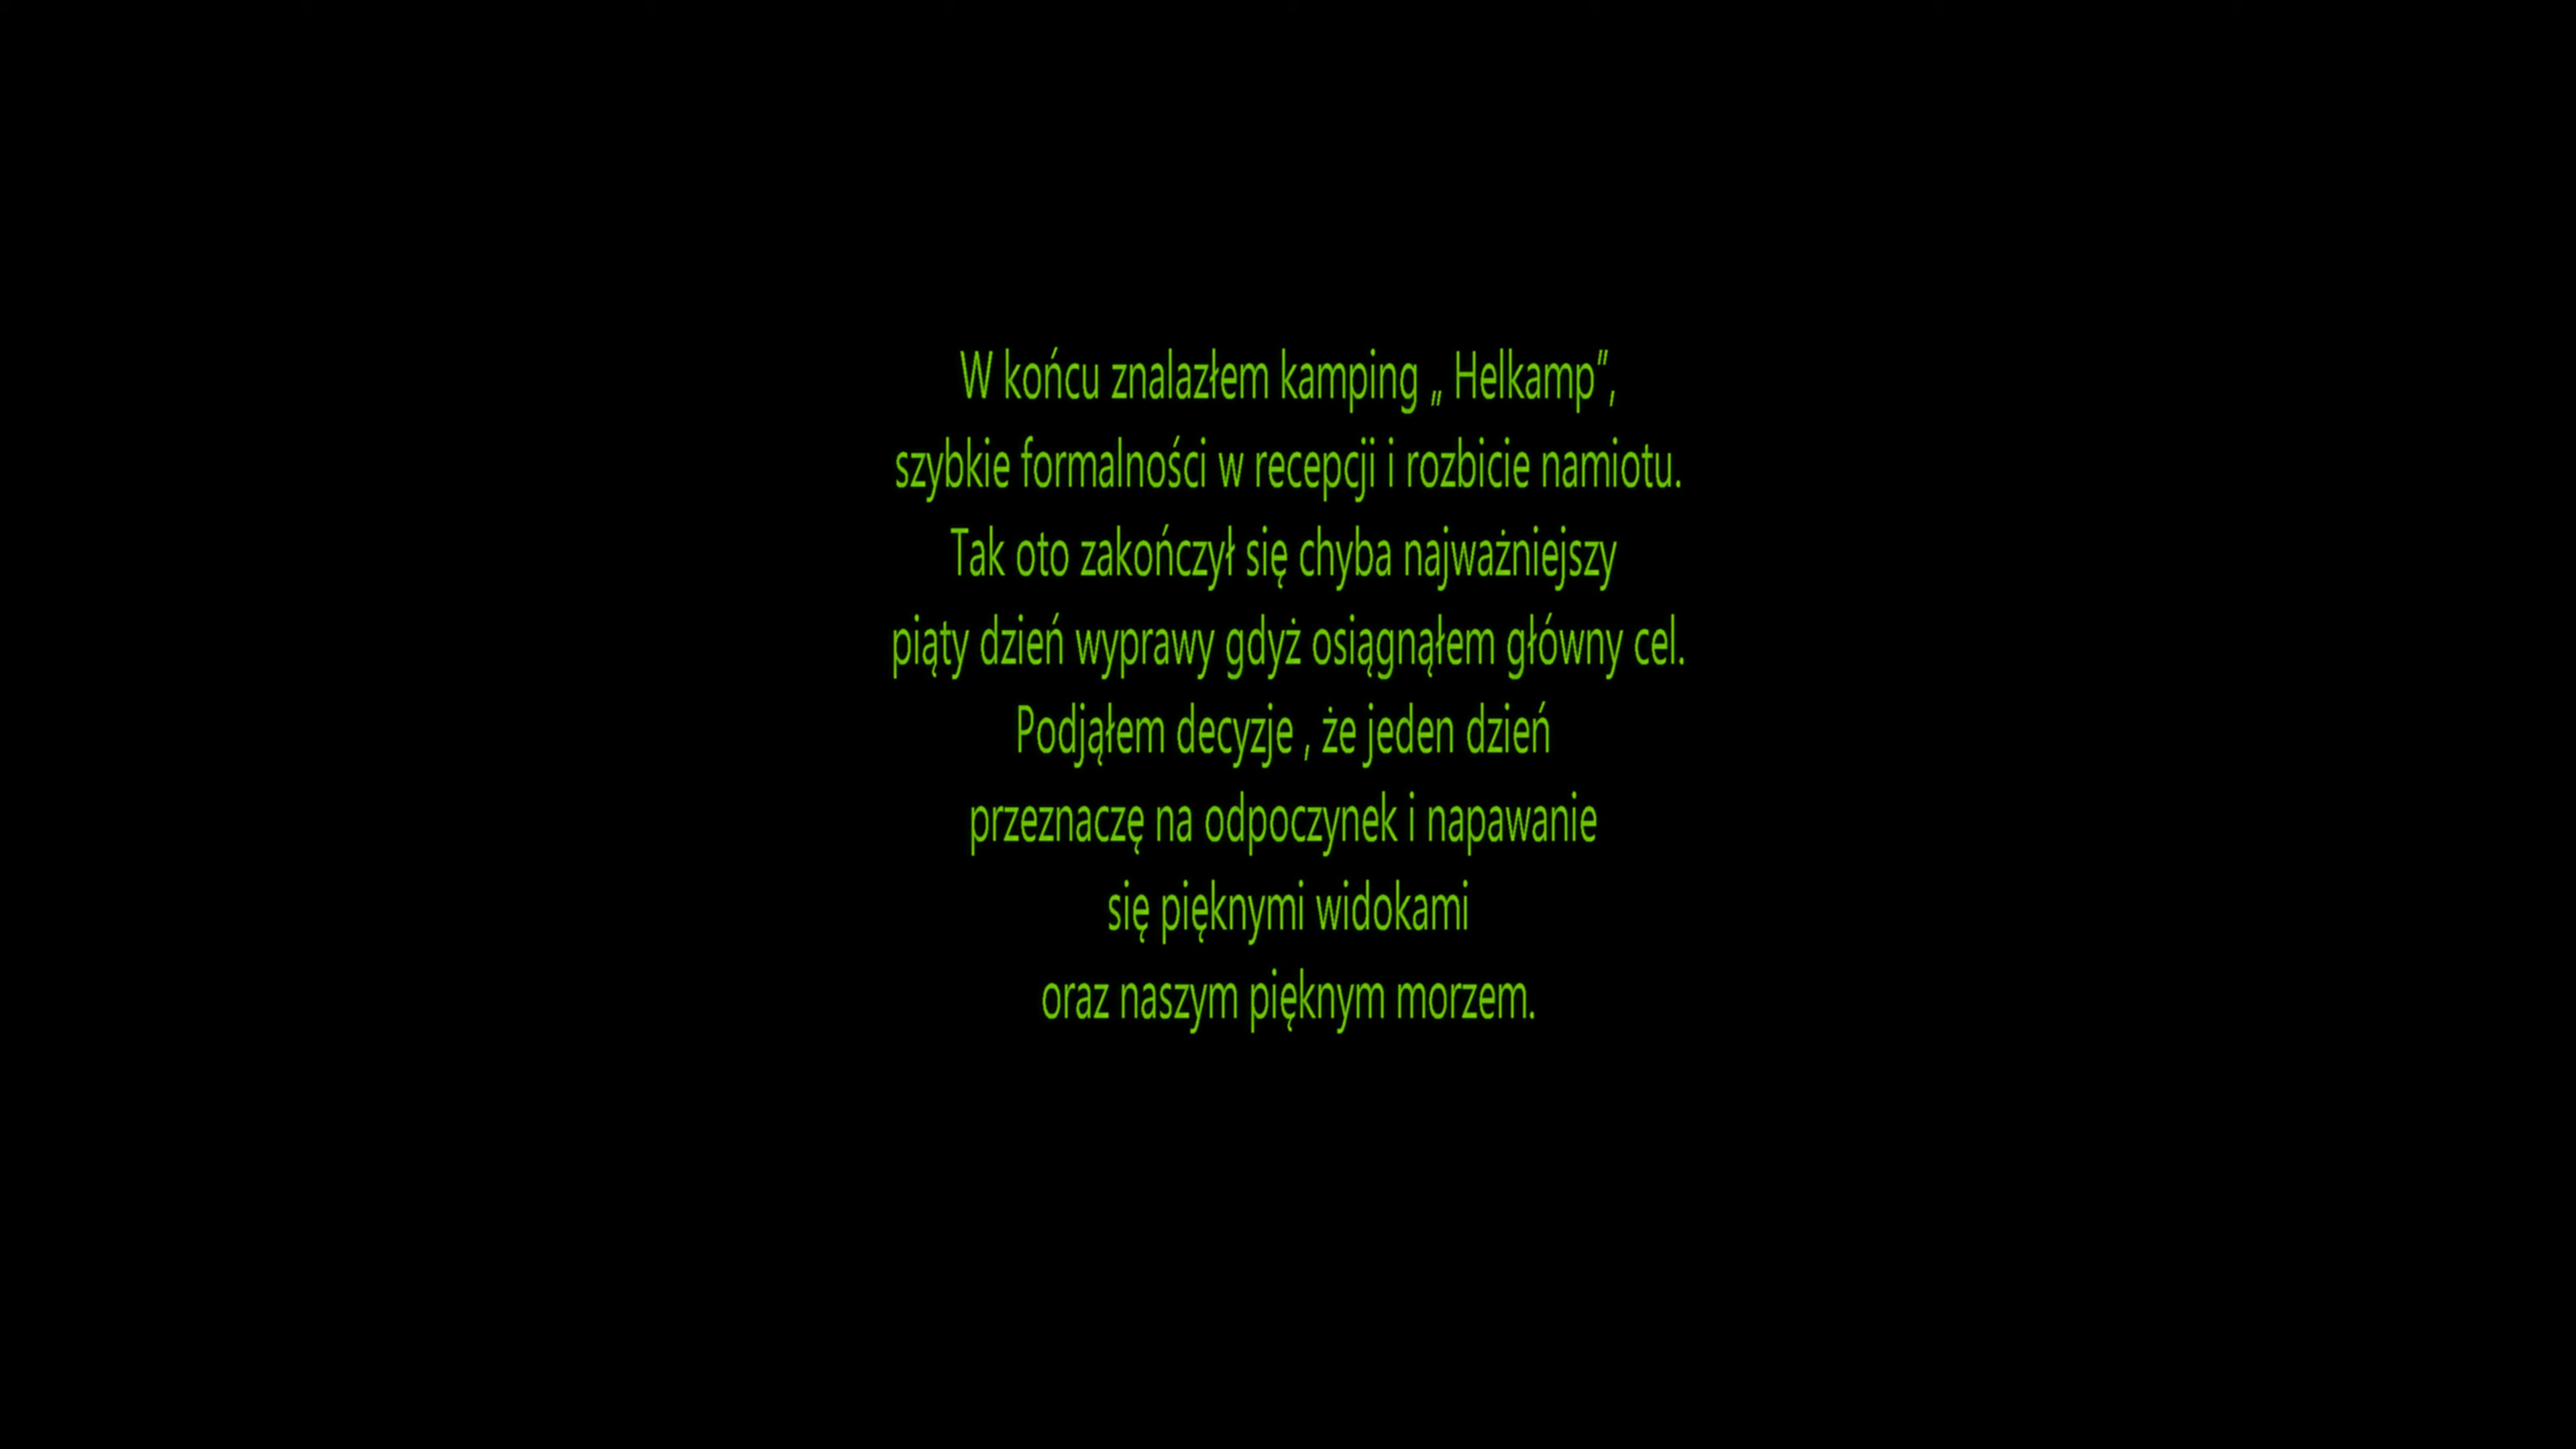 W końcu znalazłem kamping „ Helkamp”,
szybkie formalności w recepcji i rozbicie namiotu.
Tak oto zakończył się chyba najważniejszy
piąty dzień wyprawy gdyż osiągnąłem główny cel.
Podjąłem decyzje , że jeden dzień
przeznaczę na odpoczynek i napawanie
się pięknymi widokami
oraz naszym pięknym morzem.